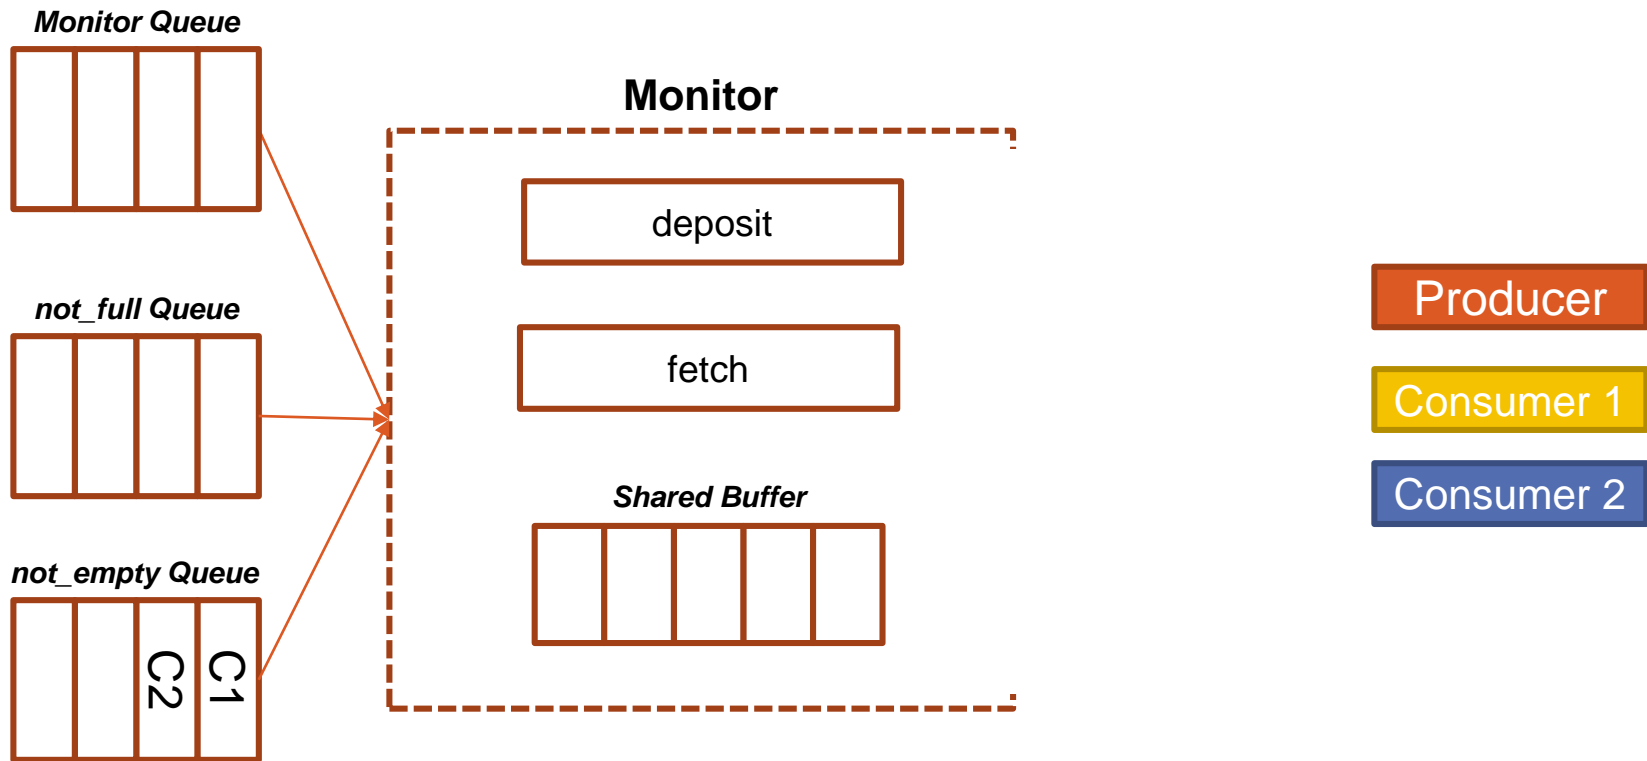 Monitor Queue
Monitor
deposit
not_full Queue
fetch
Shared Buffer
not_empty Queue
C2
C1
Producer
Consumer 1
Consumer 2